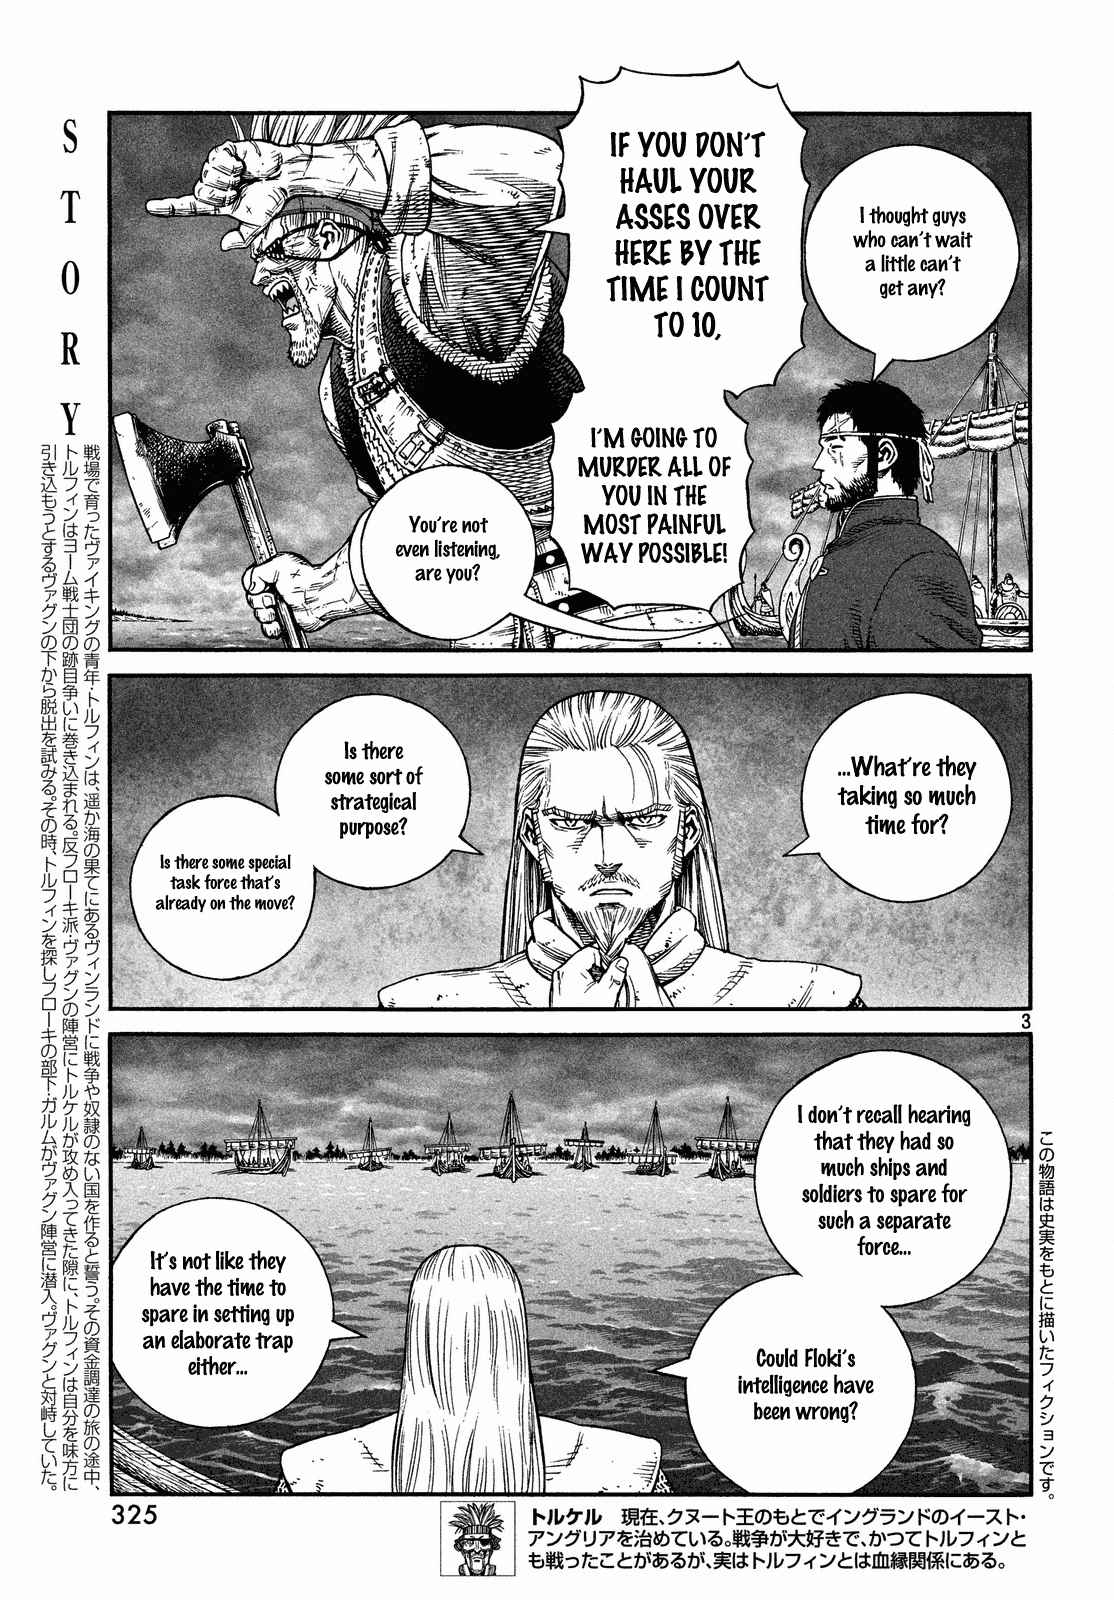 STORY
IF YOU DON'T
HAUL YOUR
ASSES OVER
HERE BY THE
TIME I COUNT
TO 10,
I'M GOING TO
MURDER ALL OF
YOU IN THE
MOST PAINFUL
WAY POSSIBLE!
I thought guys
who can't wait
a little can't
get any?
You're not
even listening,
are you?
...What're they
taking so much
time for?
Is there
some sort of
strategical
purpose?
Is there some special
task force that's
already on the move?
3
I don't recall hearing
that they had so
much ships and
soldiers to spare for
such a separate
force...
It's not like they
have the time to
spare in setting up
an elaborate trap
either...
Could Floki's
intelligence have
been wrong?
戦場で育ったヴァイキングの青年・トルフィンは、遥か海の果てにあるヴィンランドに戦争や奴隷のない国を作ると誓う。その資金調達の旅の途中、
トルフィンはヨーム戦士団の跡目争いに巻き込まれる。反フローキ派・ヴァグンの陣営にトルケルが攻め入ってきた隙に、トルフィンは自分を味方に
引き込もうとするヴァグンの下から脱出を試みる。その時、トルフィンを探しフローキの部下・ガルムがヴァグン陣営に潜入。ヴァグンと対峙していた。
この物語は史実をもとに描いたフィクションです。
325
トルケル 現在、クヌート王のもとでイングランドのイースト・
アングリアを治めている。戦争が大好きで、かつてトルフィンと
も戦ったことがあるが、実はトルフィンとは血縁関係にある。